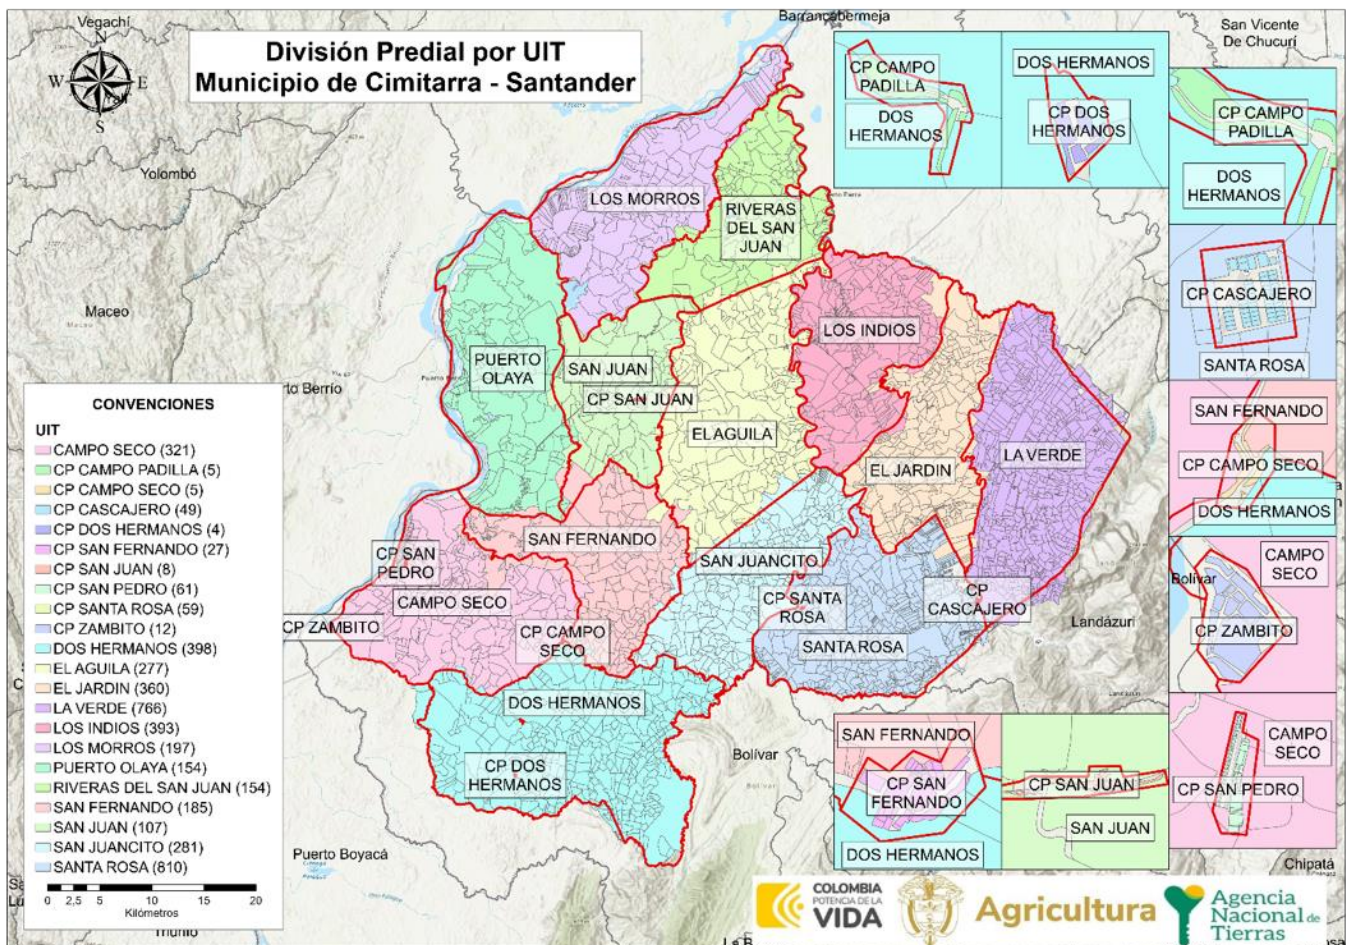 Vegachí
Barrancabermeja
San Vicente
De Chucurí
N
W
E
S
División Predial por UIT
Municipio de Cimitarra - Santander
Yolombó
Maceo
Maceo
rto Berrío
CP CAMPO
PADILLA
DOS
HERMANOS
DOS HERMANOS
CP DOS
HERMANOS
CP CAMPO
PADILLA
DOS
HERMANOS
LOS MORROS
RIVERAS
DEL SAN
JUAN
CP CASCAJERO
SANTA ROSA
LOS INDIOS
PUERTO
OLAYA
SAN JUAN
CP SAN JUAN
EL AGUILA
EL JARDIN
LA VERDE
SAN FERNANDO
CP CAMPO SECO
DOS HERMANOS
SAN FERNANDO
CP SAN
PEDRO
SAN JUANCITO
CAMPO SECO
CP ZAMBITO
CP CAMPO
SECO
CP SANTA
ROSA
CP
CASCAJERO
SANTA ROSA
Landázuri
Bolívar
CAMPO
SECO
CP ZAMBITO
DOS HERMANOS
CP DOS
HERMANOS
Bolívar
Bolívar
SAN FERNANDO
CP SAN
FERNANDO
DOS HERMANOS
CP SAN JUAN
SAN JUAN
CAMPO
SECO
CP SAN PEDRO
Puerto Boyacá
Chipatá
CONVENCIONES
UIT
CAMPO SECO (321)
CP CAMPO PADILLA (5)
CP CAMPO SECO (5)
CP CASCAJERO (49)
CP DOS HERMANOS (4)
CP SAN FERNANDO (27)
CP SAN JUAN (8)
CP SAN PEDRO (61)
CP SANTA ROSA (59)
CP ZAMBITO (12)
DOS HERMANOS (398)
EL AGUILA (277)
EL JARDIN (360)
LA VERDE (766)
LOS INDIOS (393)
LOS MORROS (197)
PUERTO OLAYA (154)
RIVERAS DEL SAN JUAN (154)
SAN FERNANDO (185)
SAN JUAN (107)
SAN JUANCITO (281)
SANTA ROSA (810)
0 2,5 5 10 15 20
Kilómetros
COLOMBIA
POTENCIA DE LA
VIDA
Agricultura
Agencia
Nacional de
Tierras